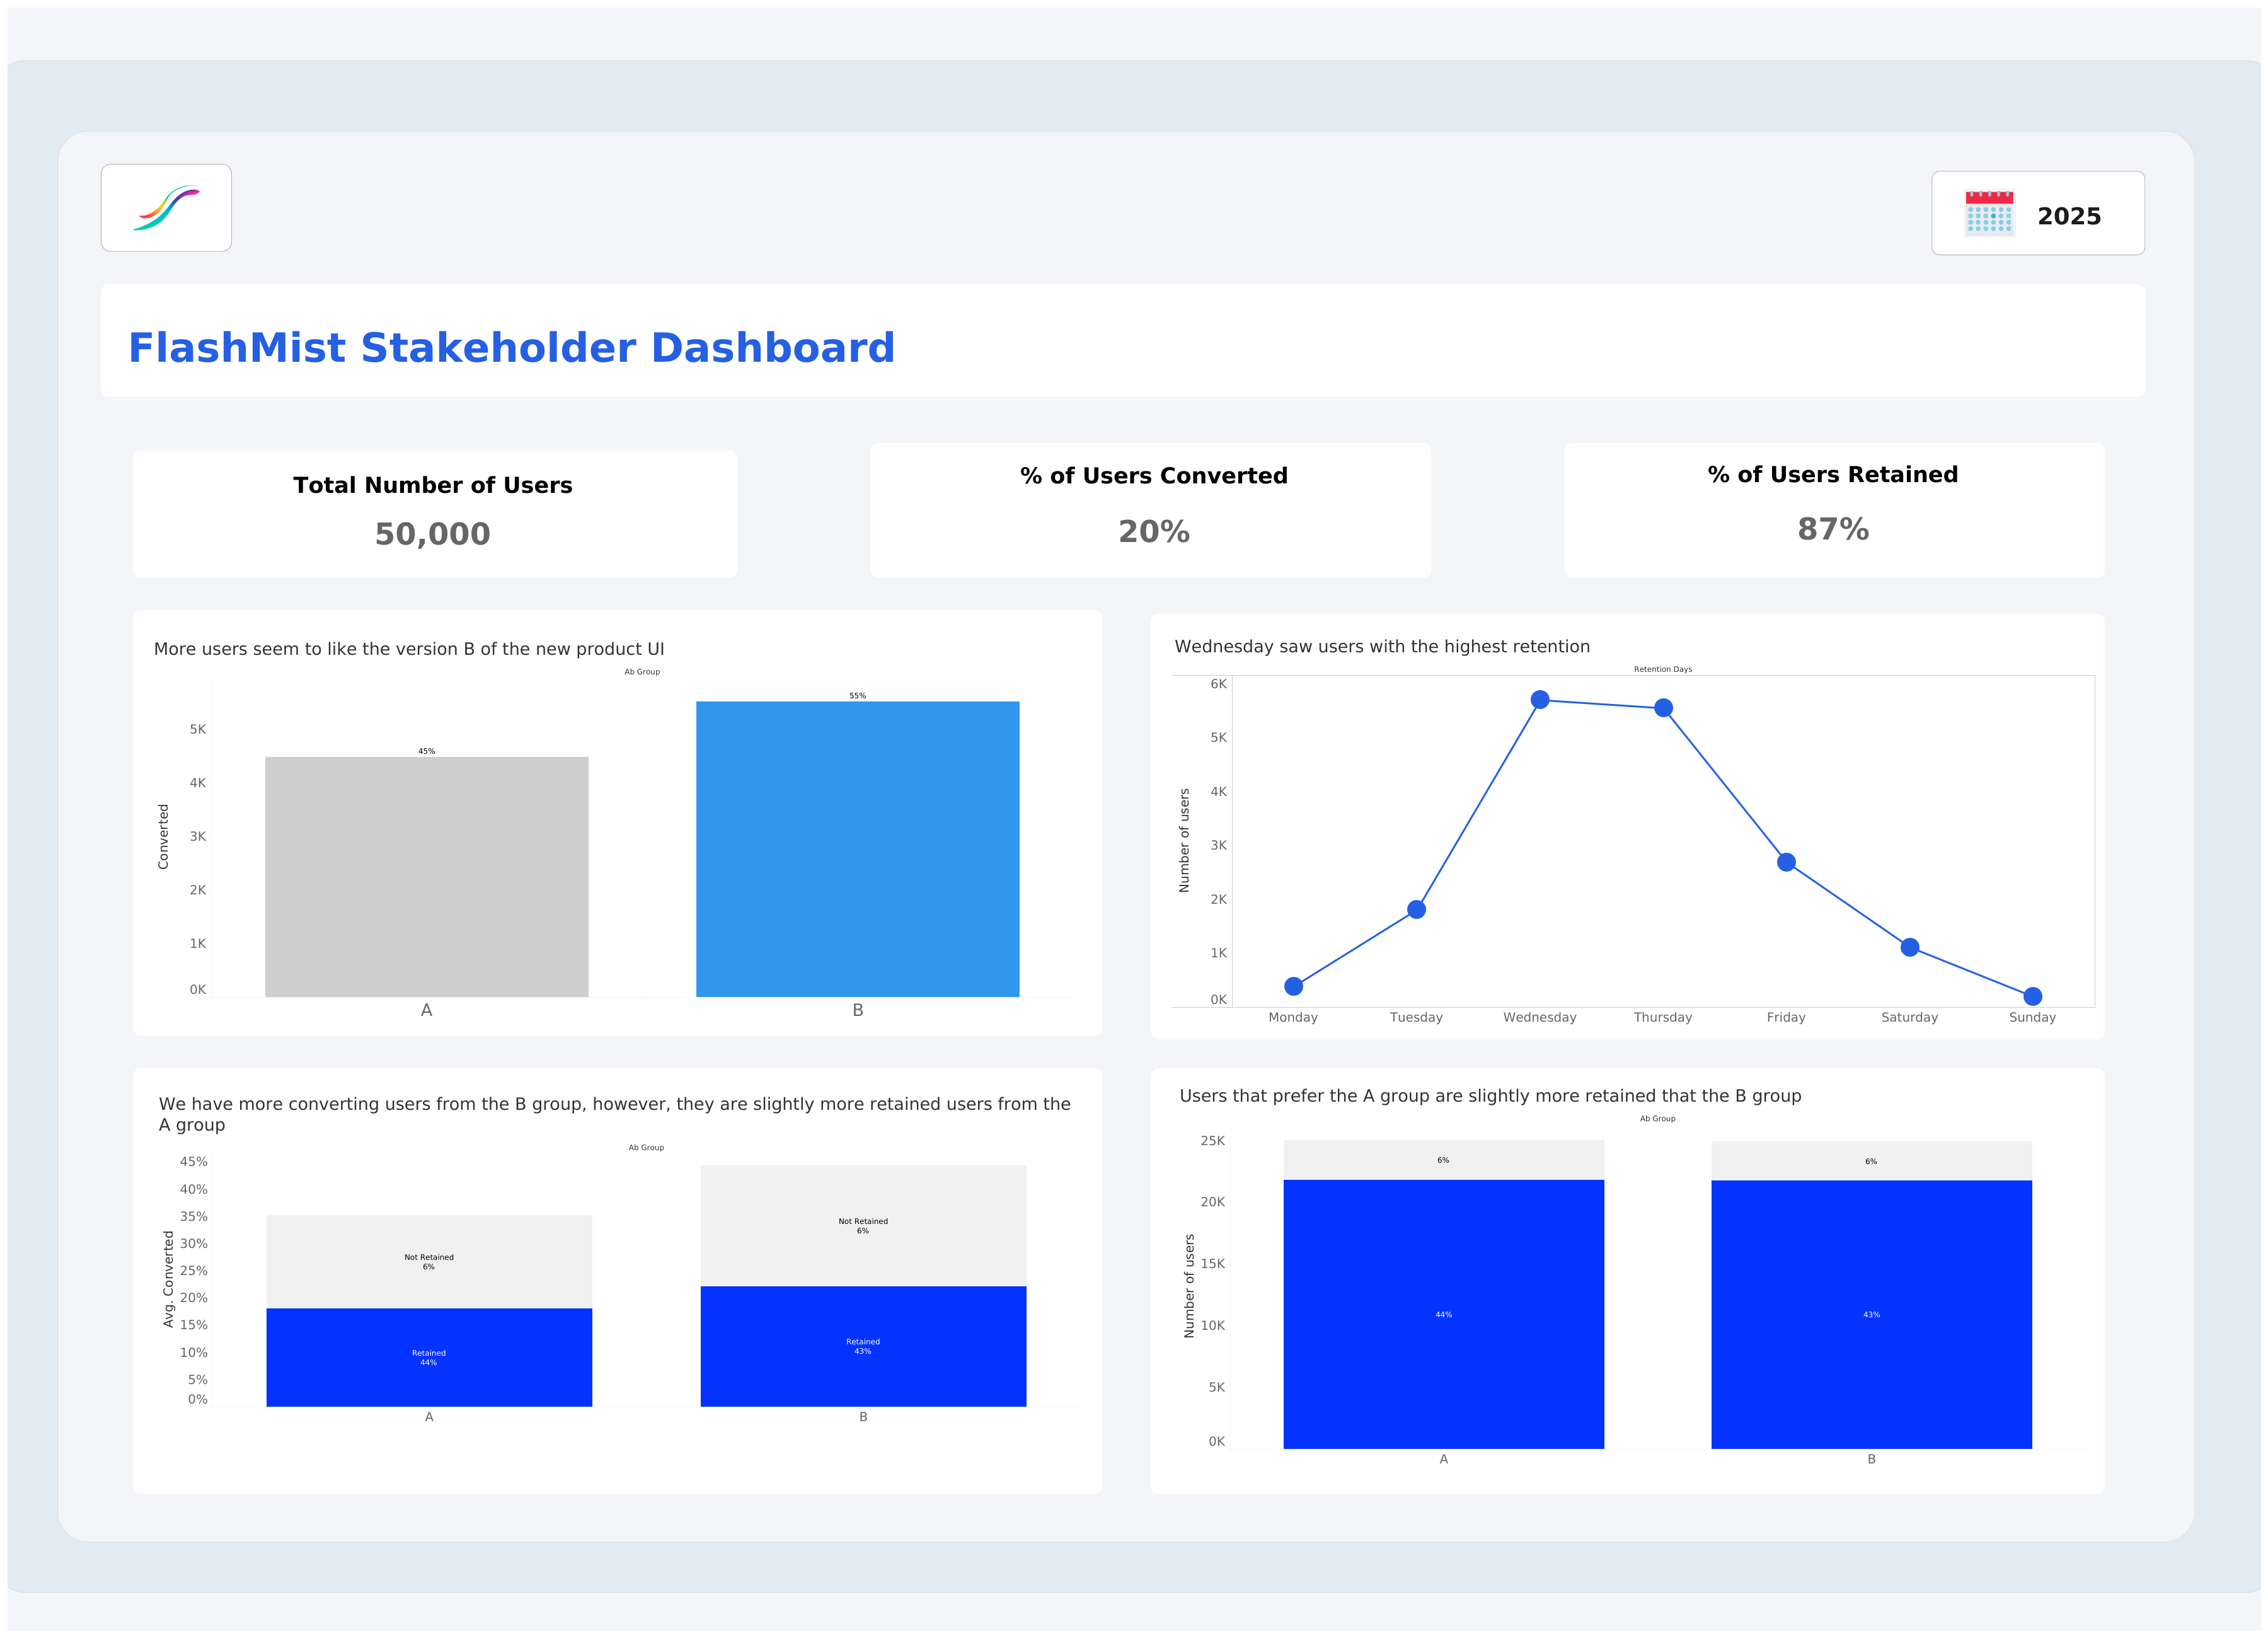 2025
FlashMist Stakeholder Dashboard
Total Number of Users
50,000
% of Users Converted
20%
% of Users Retained
87%
More users seem to like the version B of the new product UI
Ab Group
Converted
5K
4K
3K
2K
1K
0K
45%
55%
A
B
Wednesday saw users with the highest retention
Retention Days
Number of users
6K
5K
4K
3K
2K
1K
0K
Monday
Tuesday
Wednesday
Thursday
Friday
Saturday
Sunday
We have more converting users from the B group, however, they are slightly more retained users from the
A group
Ab Group
Avg. Converted
45%
40%
35%
30%
25%
20%
15%
10%
5%
0%
Not Retained
6%
Retained
44%
Not Retained
6%
Retained
43%
A
B
Users that prefer the A group are slightly more retained that the B group
Ab Group
Number of users
25K
20K
15K
10K
5K
0K
6%
44%
6%
43%
A
B